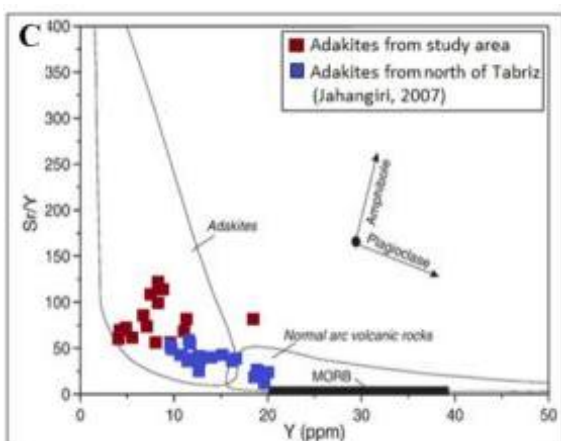 C
Adakites from study area
Adakites from north of Tabriz
(Jahangiri, 2007)
400
350
300
250
200
150
100
50
0
Sr/Y
Adakites
Amphibole
Plagioclase
Normal arc volcanic rocks
MORB
0
10
20
30
40
50
Y (ppm)